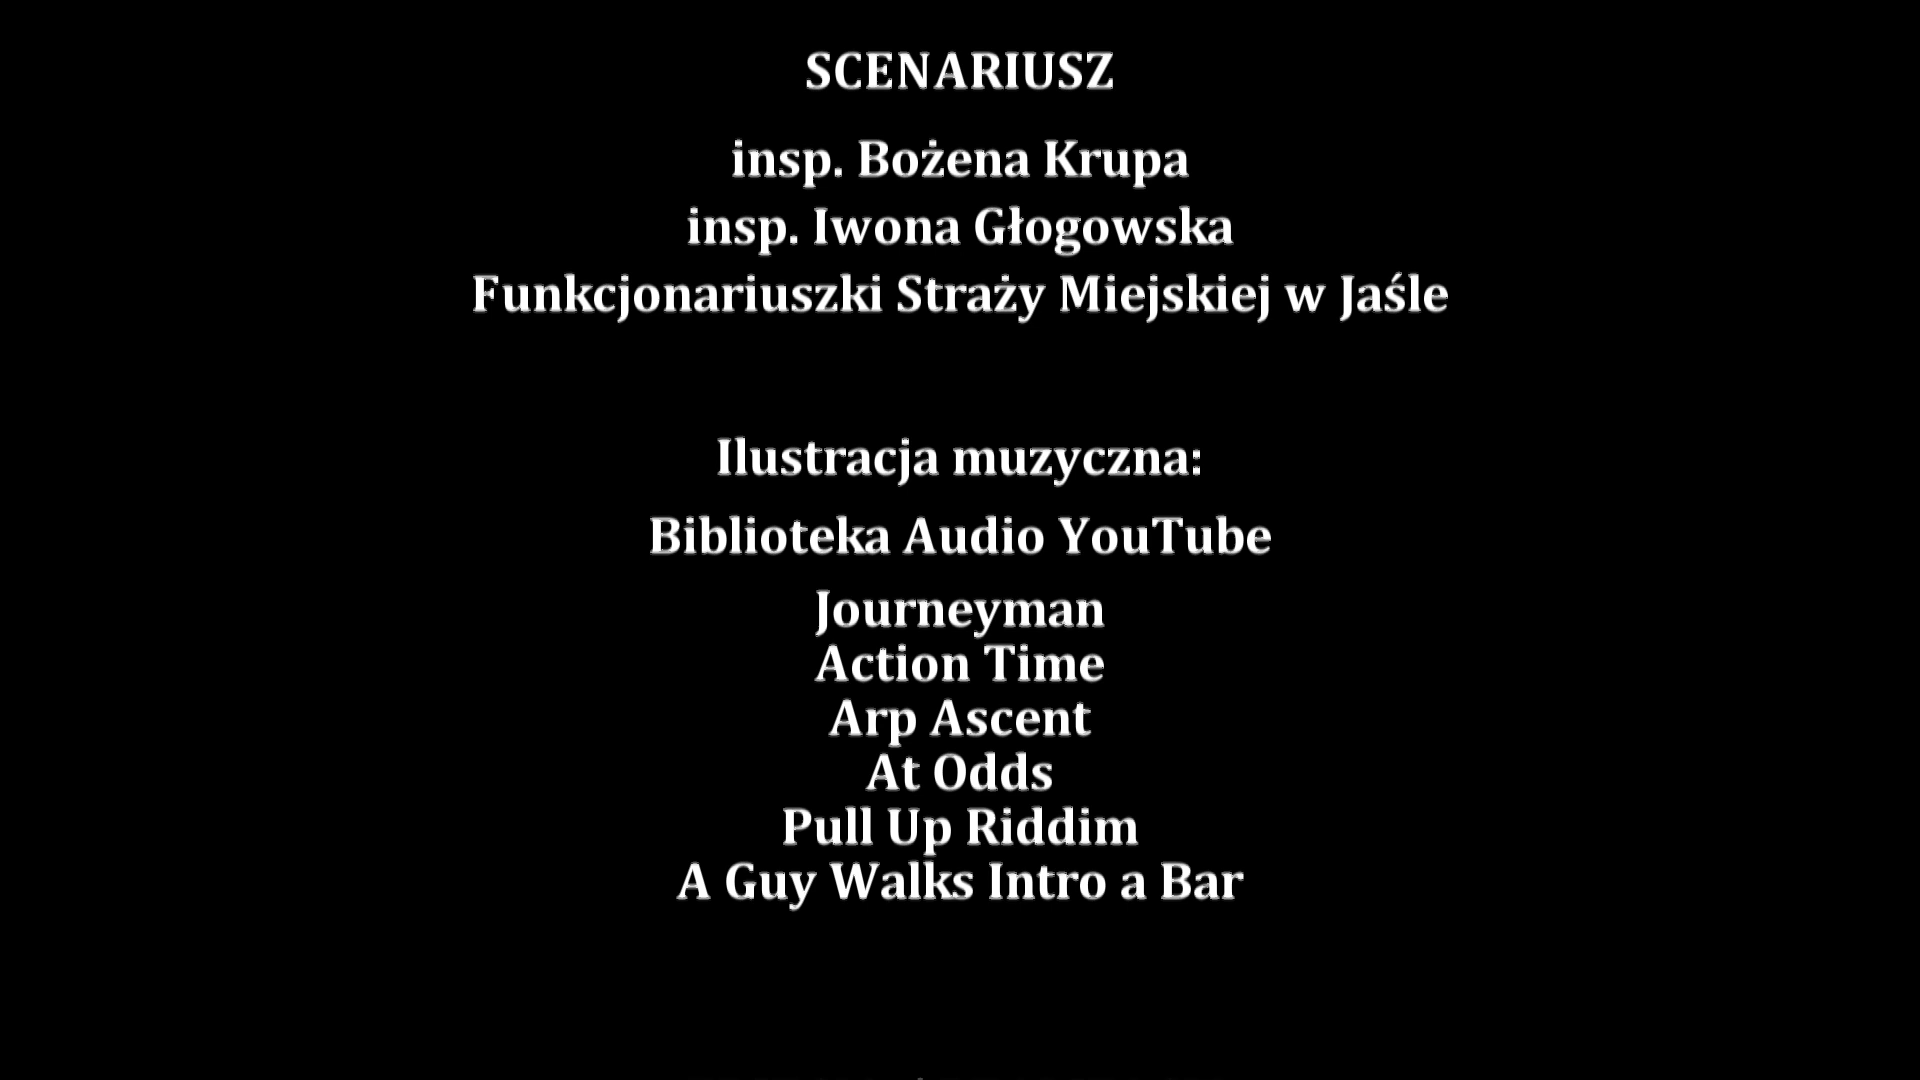 SCENARIUSZ
insp. Bożena Krupa
insp. Iwona Głogowska
Funkcjonariuszki Straży Miejskiej w Jaśle
Ilustracja muzyczna:
Biblioteka Audio YouTube
Journeyman
Action Time
Arp Ascent
At Odds
Pull Up Riddim
A Guy Walks Intro a Bar